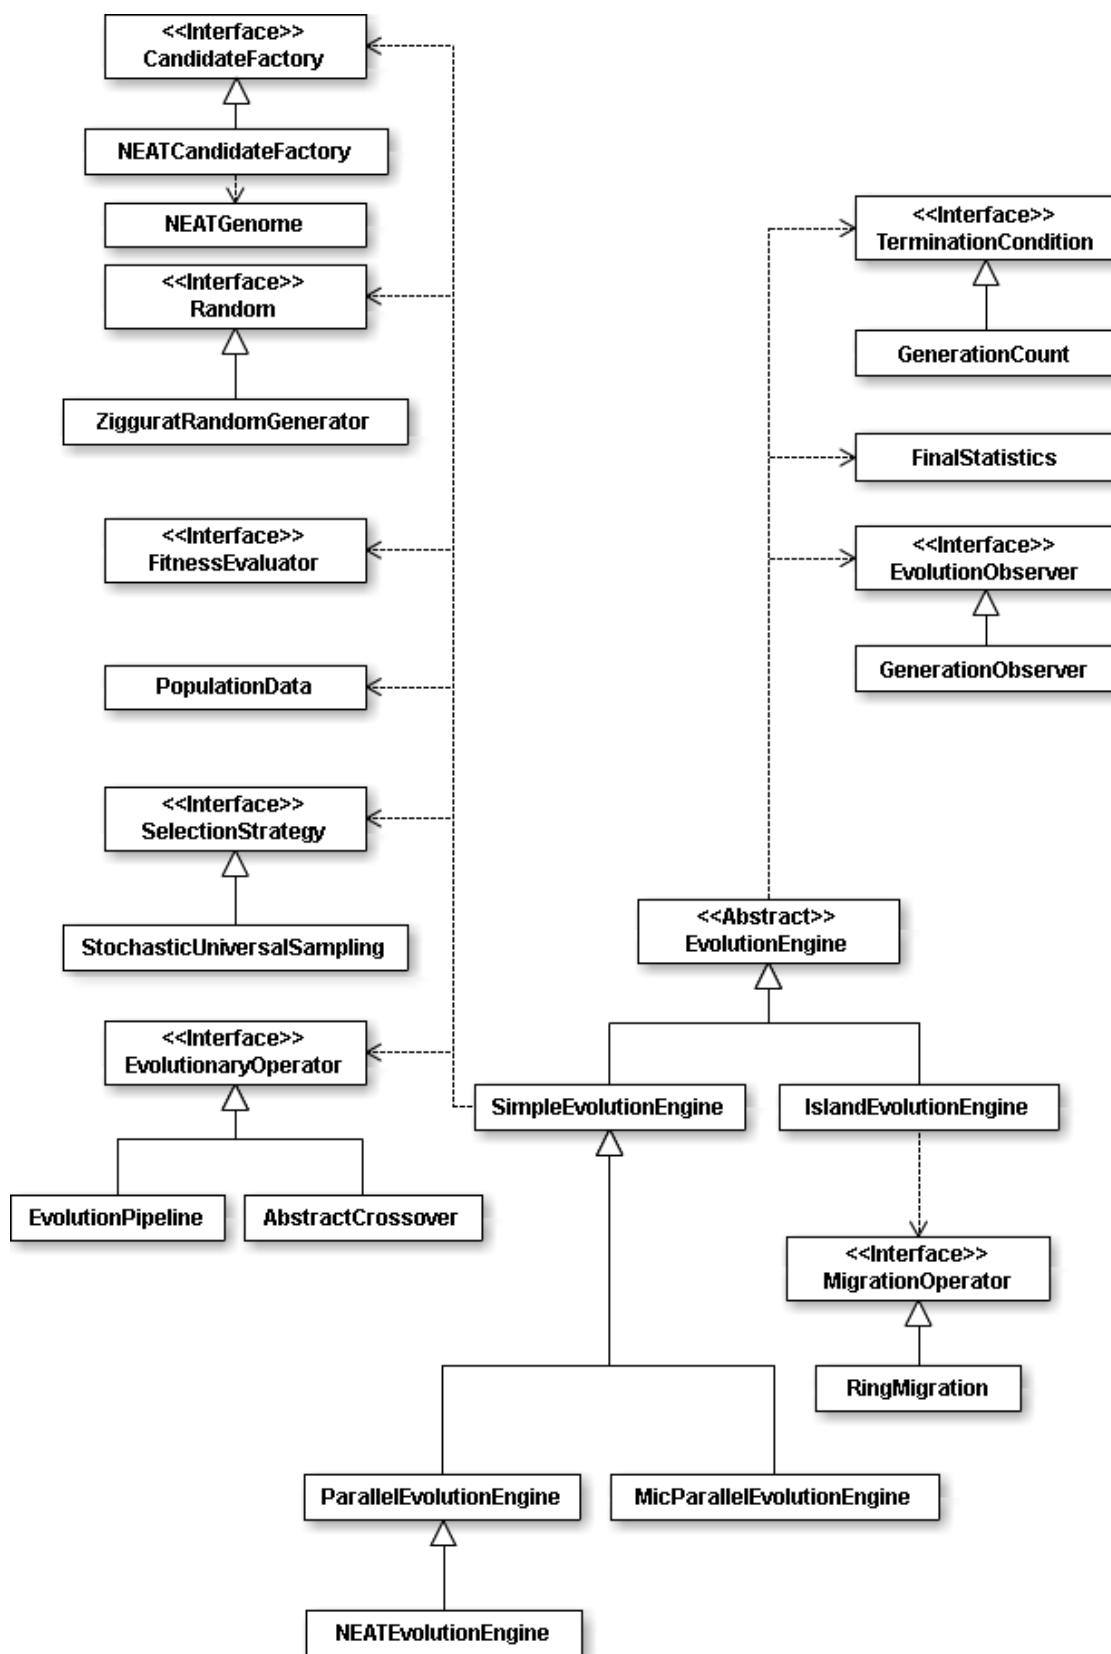 <<Interface>>
CandidateFactory
NEATCandidateFactory
NEATGenome
<<Interface>>
Random
ZigguratRandomGenerator
<<Interface>>
FitnessEvaluator
PopulationData
<<Interface>>
SelectionStrategy
StochasticUniversalSampling
<<Interface>>
EvolutionaryOperator
EvolutionPipeline
AbstractCrossover
<<Interface>>
TerminationCondition
GenerationCount
FinalStatistics
<<Interface>>
EvolutionObserver
GenerationObserver
<<Abstract>>
EvolutionEngine
SimpleEvolutionEngine
IslandEvolutionEngine
<<Interface>>
MigrationOperator
RingMigration
ParallelEvolutionEngine
MicParallelEvolutionEngine
NEATEvolutionEngine